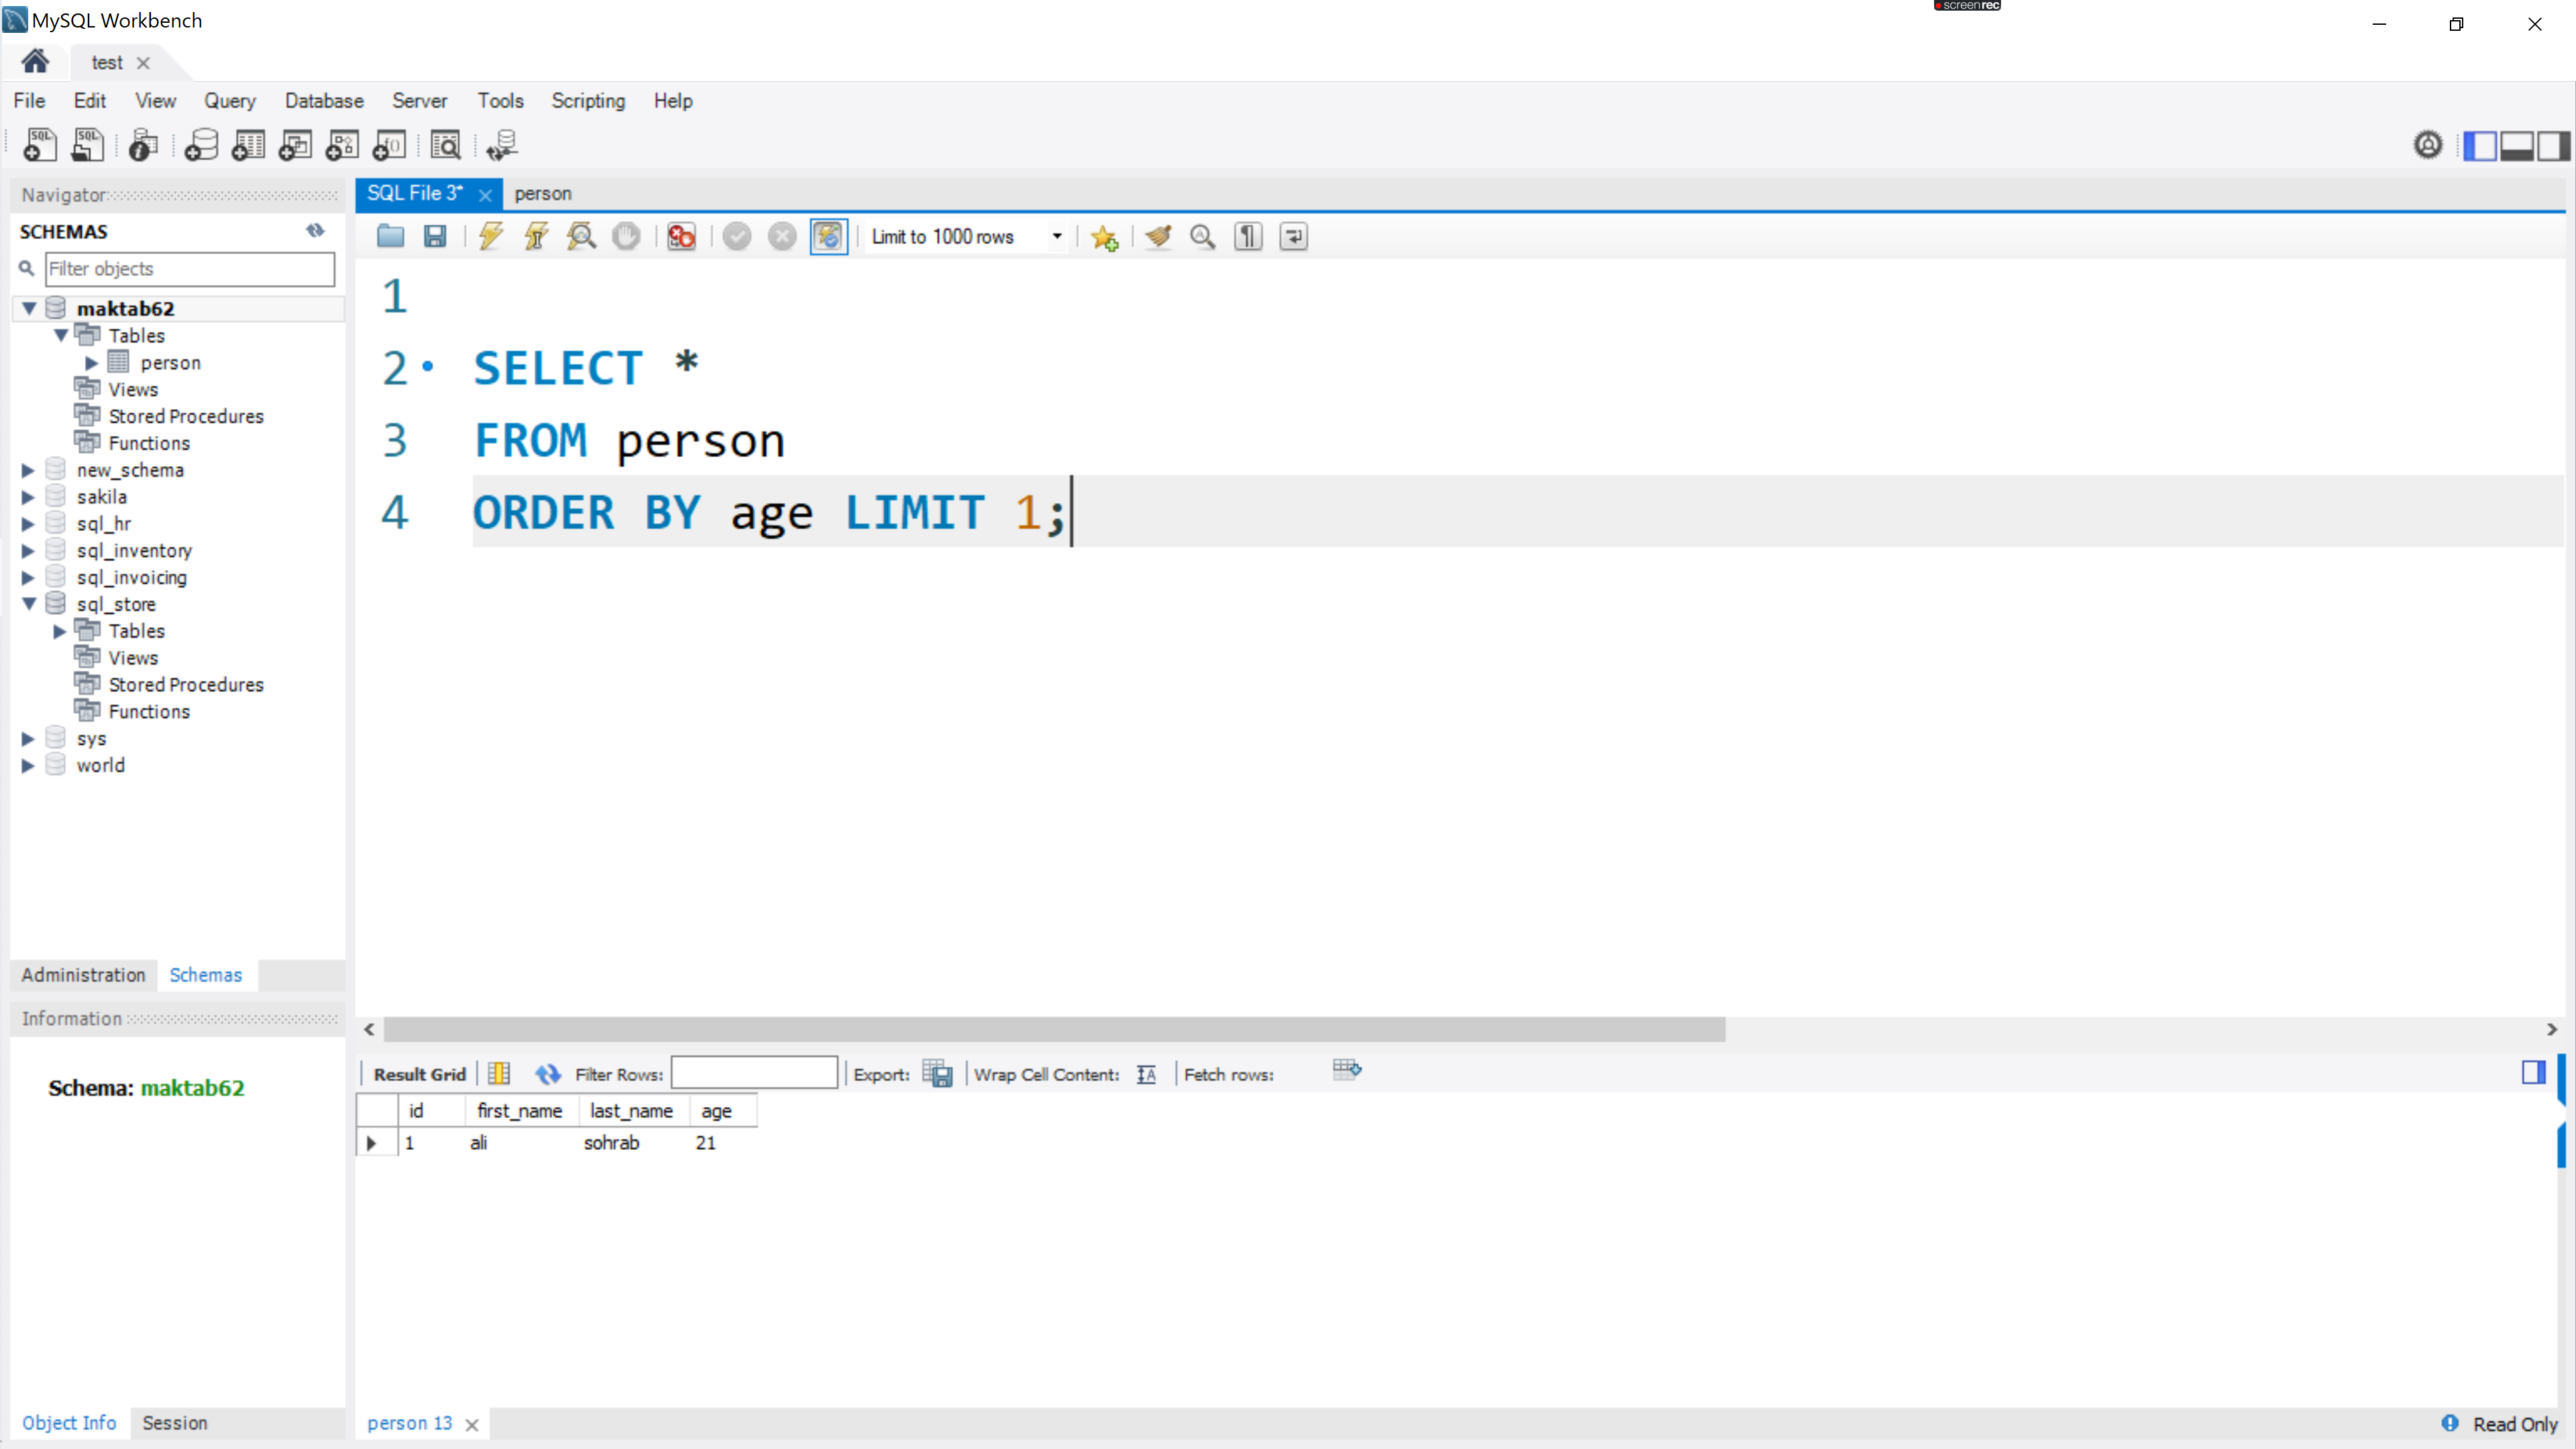 screenrec
MySQL Workbench
test
File Edit View Query Database Server Tools Scripting Help
Navigator
SQL File 3* person
SCHEMAS
Limit to 1000 rows
Filter objects
maktab62
Tables
person
Views
Stored Procedures
Functions
new_schema
sakila
sql_hr
sql_inventory
sql_invoicing
sql_store
Tables
Views
Stored Procedures
Functions
sys
world
1
2 SELECT *
3 FROM person
4 ORDER BY age LIMIT 1;
Administration Schemas
Information
Schema: maktab62
Result Grid Filter Rows: Export: Wrap Cell Content: Fetch rows:
id first_name last_name age
1 ali sohrab 21
Object Info Session
person 13
Read Only